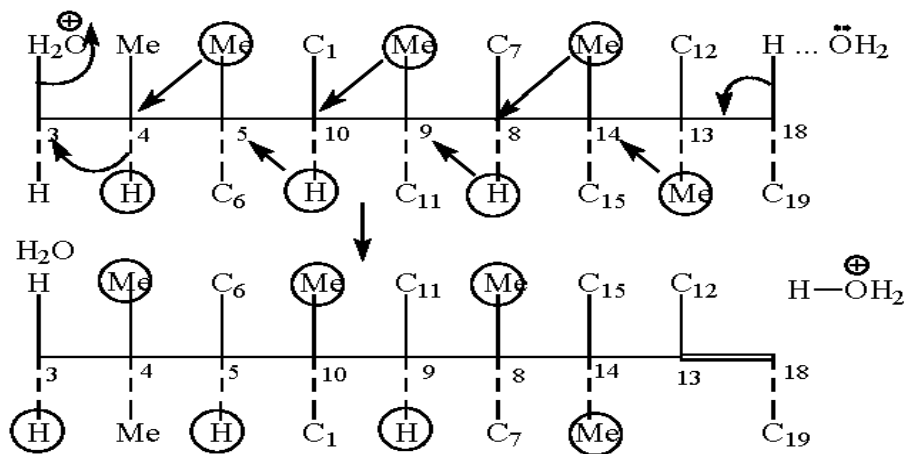 ⊕
H₂O Me Me C₁ Me C₇ Me C₁₂ H ... ÖH₂
3 4 5 10 9 8 14 13 18
H H C₆ H C₁₁ H C₁₅ Me C₁₉
H₂O ⊕
H Me C₆ Me C₁₁ Me C₁₅ C₁₂ H—OH₂
3 4 5 10 9 8 14 13 18
H Me H C₁ H C₇ Me C₁₉